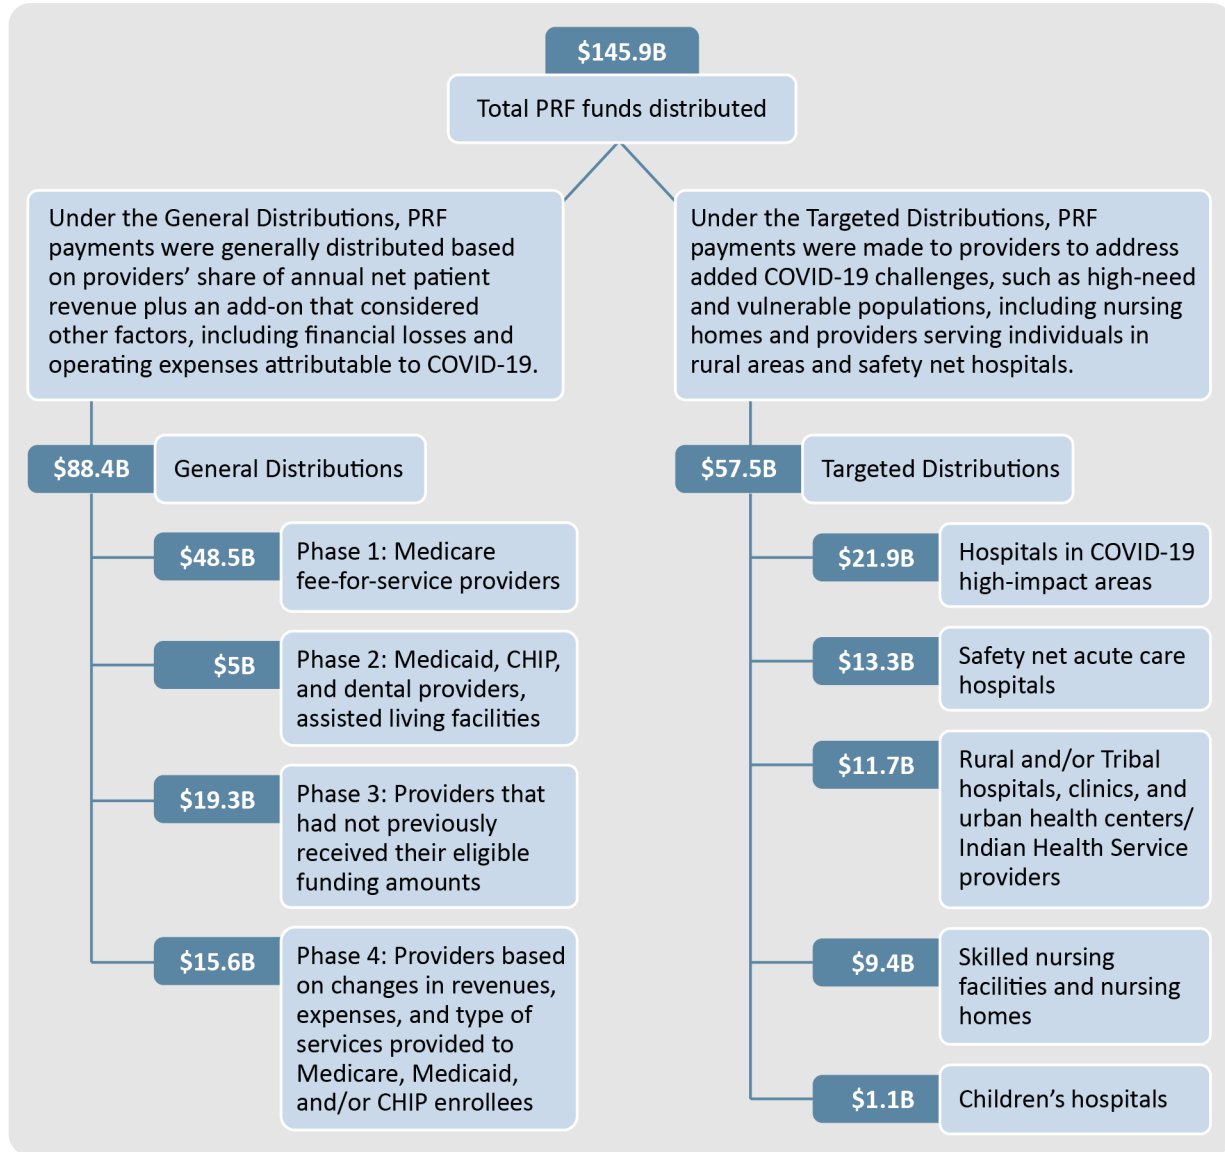 $145.9B
Total PRF funds distributed
Under the General Distributions, PRF
payments were generally distributed based
on providers’ share of annual net patient
revenue plus an add-on that considered
other factors, including financial losses and
operating expenses attributable to COVID-19.
$88.4B
General Distributions
$48.5B
Phase 1: Medicare
fee-for-service providers
$5B
Phase 2: Medicaid, CHIP,
and dental providers,
assisted living facilities
$19.3B
Phase 3: Providers that
had not previously
received their eligible
funding amounts
$15.6B
Phase 4: Providers based
on changes in revenues,
expenses, and type of
services provided to
Medicare, Medicaid,
and/or CHIP enrollees
Under the Targeted Distributions, PRF
payments were made to providers to address
added COVID-19 challenges, such as high-need
and vulnerable populations, including nursing
homes and providers serving individuals in
rural areas and safety net hospitals.
$57.5B
Targeted Distributions
$21.9B
Hospitals in COVID-19
high-impact areas
$13.3B
Safety net acute care
hospitals
$11.7B
Rural and/or Tribal
hospitals, clinics, and
urban health centers/
Indian Health Service
providers
$9.4B
Skilled nursing
facilities and nursing
homes
$1.1B
Children’s hospitals